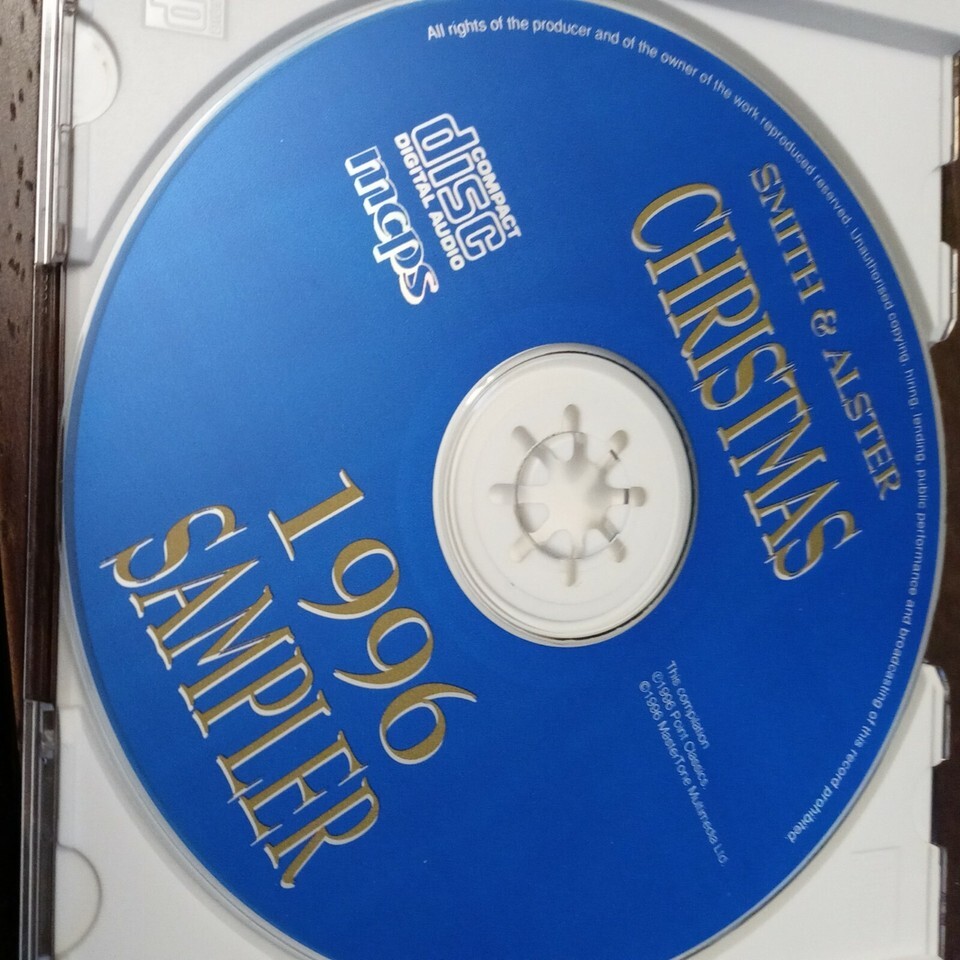 SMITH & ALSTER
CHRISTMAS
COMPACT
disc
DIGITAL AUDIO
mcps
This compilation
℗1996 Point Classics.
©1996 MasterTone Multimedia Ltd.
1996
SAMPLER
All rights of the producer and of the owner of the work reproduced reserved. Unauthorised copying, hiring, lending, public performance and broadcasting of this record prohibited.